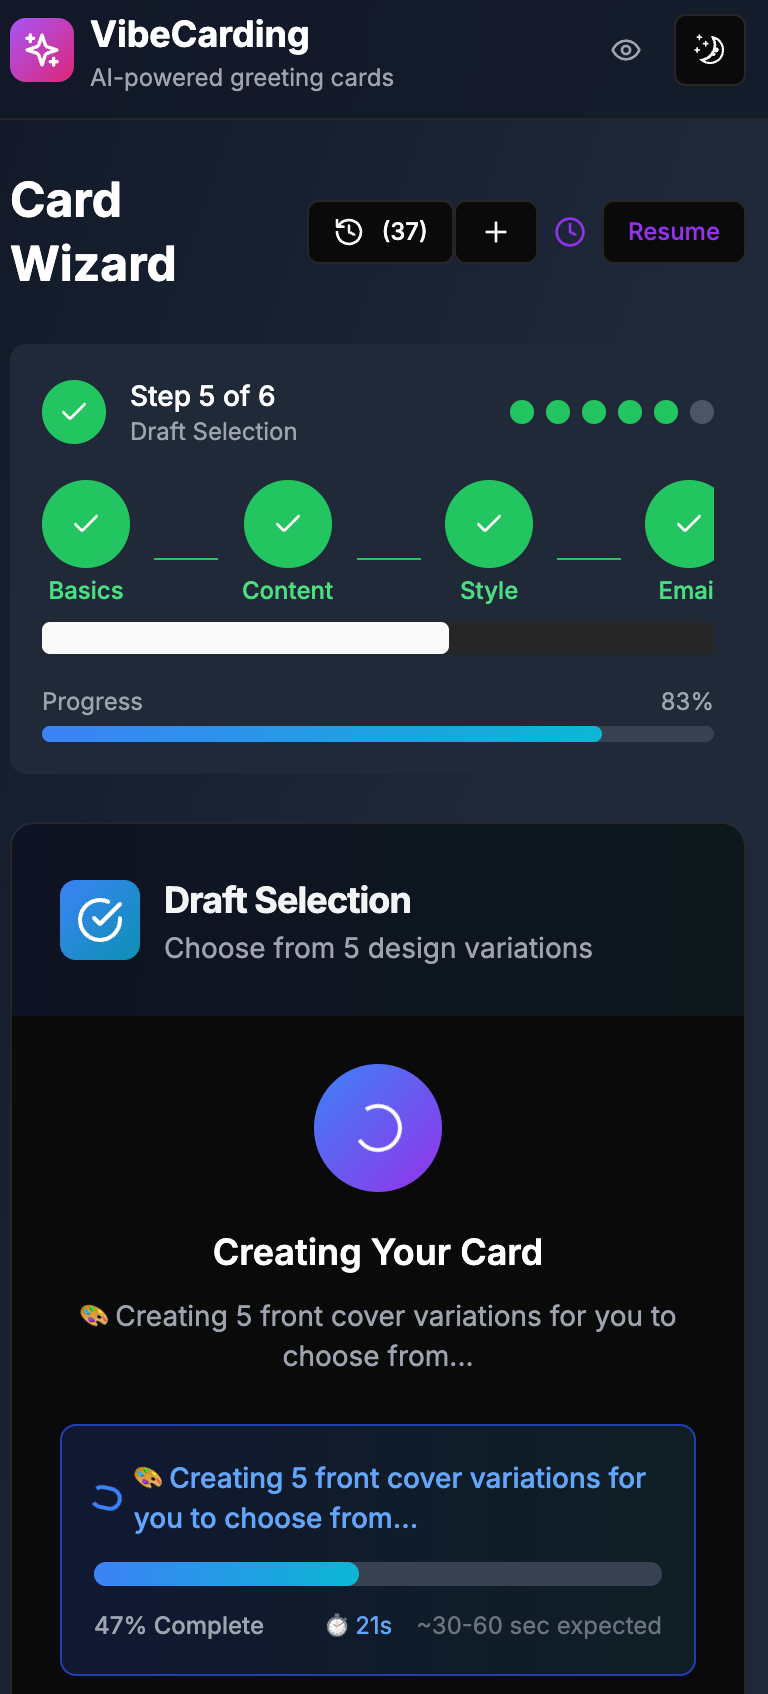 VibeCarding
AI-powered greeting cards
Card
Wizard
(37)
Resume
Step 5 of 6
Draft Selection
Basics
Content
Style
Emai
Progress
83%
Draft Selection
Choose from 5 design variations
Creating Your Card
🎨 Creating 5 front cover variations for you to
choose from...
🎨 Creating 5 front cover variations for
you to choose from...
47% Complete
⏱️ 21s
~30-60 sec expected